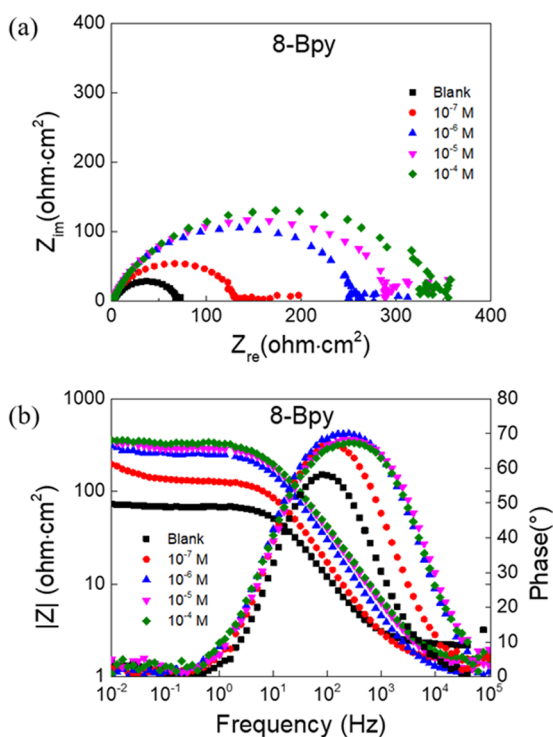 (a)
8-Bpy
400
300
200
100
0
Z_Im(ohm·cm²)
Blank
10⁻⁷ M
10⁻⁶ M
10⁻⁵ M
10⁻⁴ M
0 100 200 300 400
Z_re(ohm·cm²)
(b)
8-Bpy
1000
100
10
1
|Z| (ohm·cm²)
Blank
10⁻⁷ M
10⁻⁶ M
10⁻⁵ M
10⁻⁴ M
80
70
60
50
40
30
20
10
0
Phase(°)
10⁻² 10⁻¹ 10⁰ 10¹ 10² 10³ 10⁴ 10⁵
Frequency (Hz)